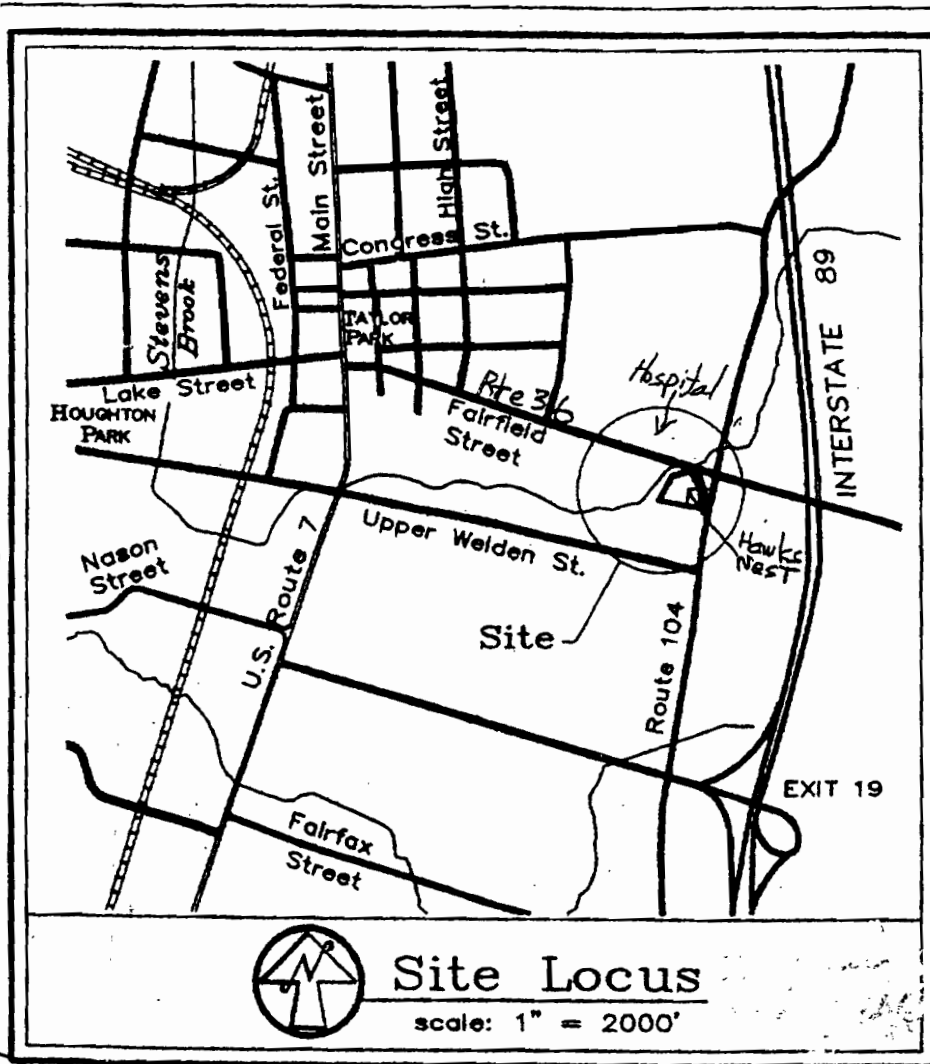 Main Street
High Street
Federal St.
Congress St.
Stevens
Brook
TAYLOR
PARK
INTERSTATE 89
Lake Street
HOUGHTON
PARK
Rte 36
Hospital
Fairfield
Street
Upper Welden St.
Hawks
Nest
Nason
Street
U.S. Route 7
Site
Route 104
EXIT 19
Fairfax
Street
Site Locus
scale: 1" = 2000'